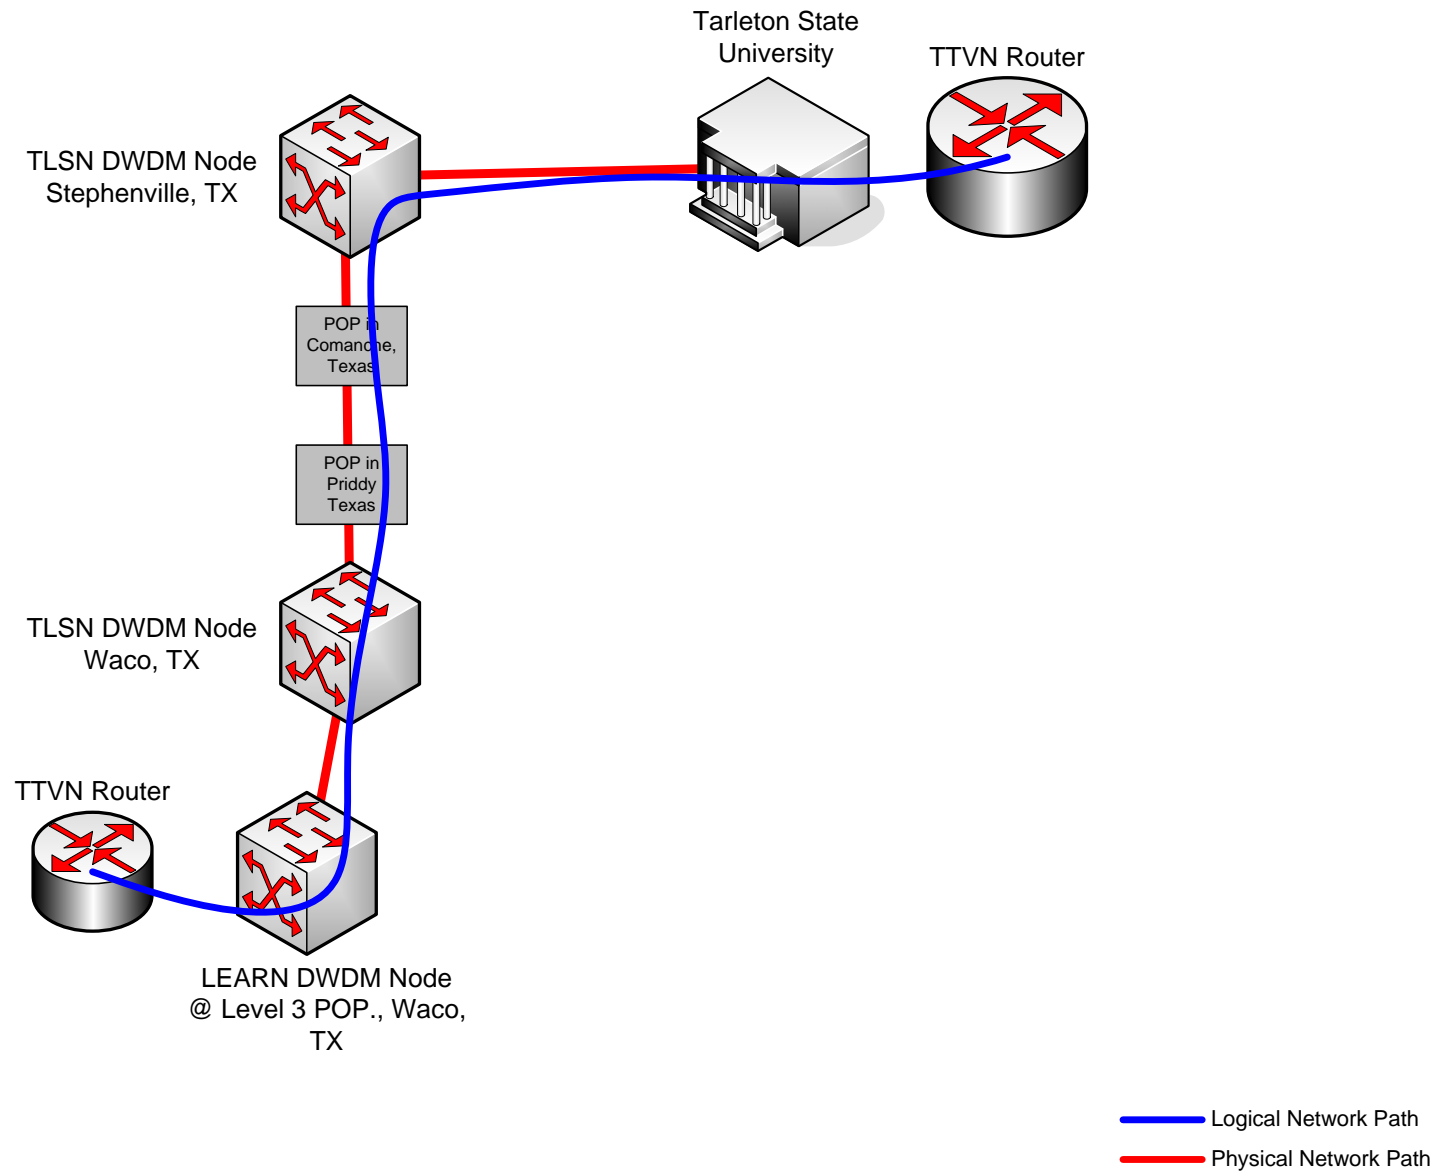 Tarleton State
University
TTVN Router
TLSN DWDM Node
Stephenville, TX
POP in
Comanche,
Texas
POP in
Priddy
Texas
TLSN DWDM Node
Waco, TX
TTVN Router
LEARN DWDM Node
@ Level 3 POP., Waco,
TX
Logical Network Path
Physical Network Path